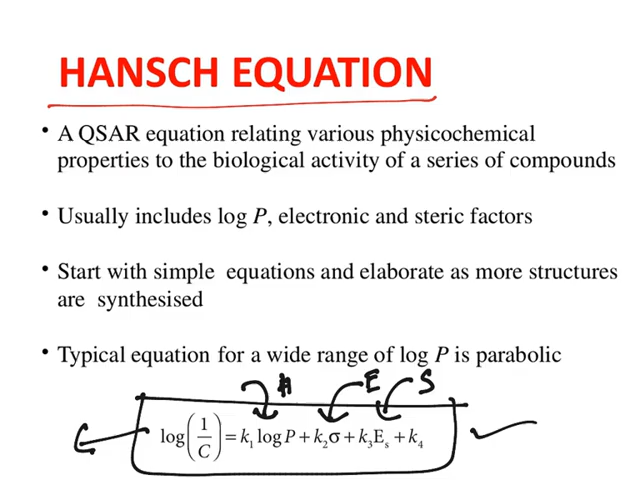 HANSCH EQUATION
• A QSAR equation relating various physicochemical
properties to the biological activity of a series of compounds
• Usually includes log P, electronic and steric factors
• Start with simple equations and elaborate as more structures
are synthesised
• Typical equation for a wide range of log P is parabolic
H E S
log(1/C) = k₁ log P + k₂σ + k₃Eₛ + k₄